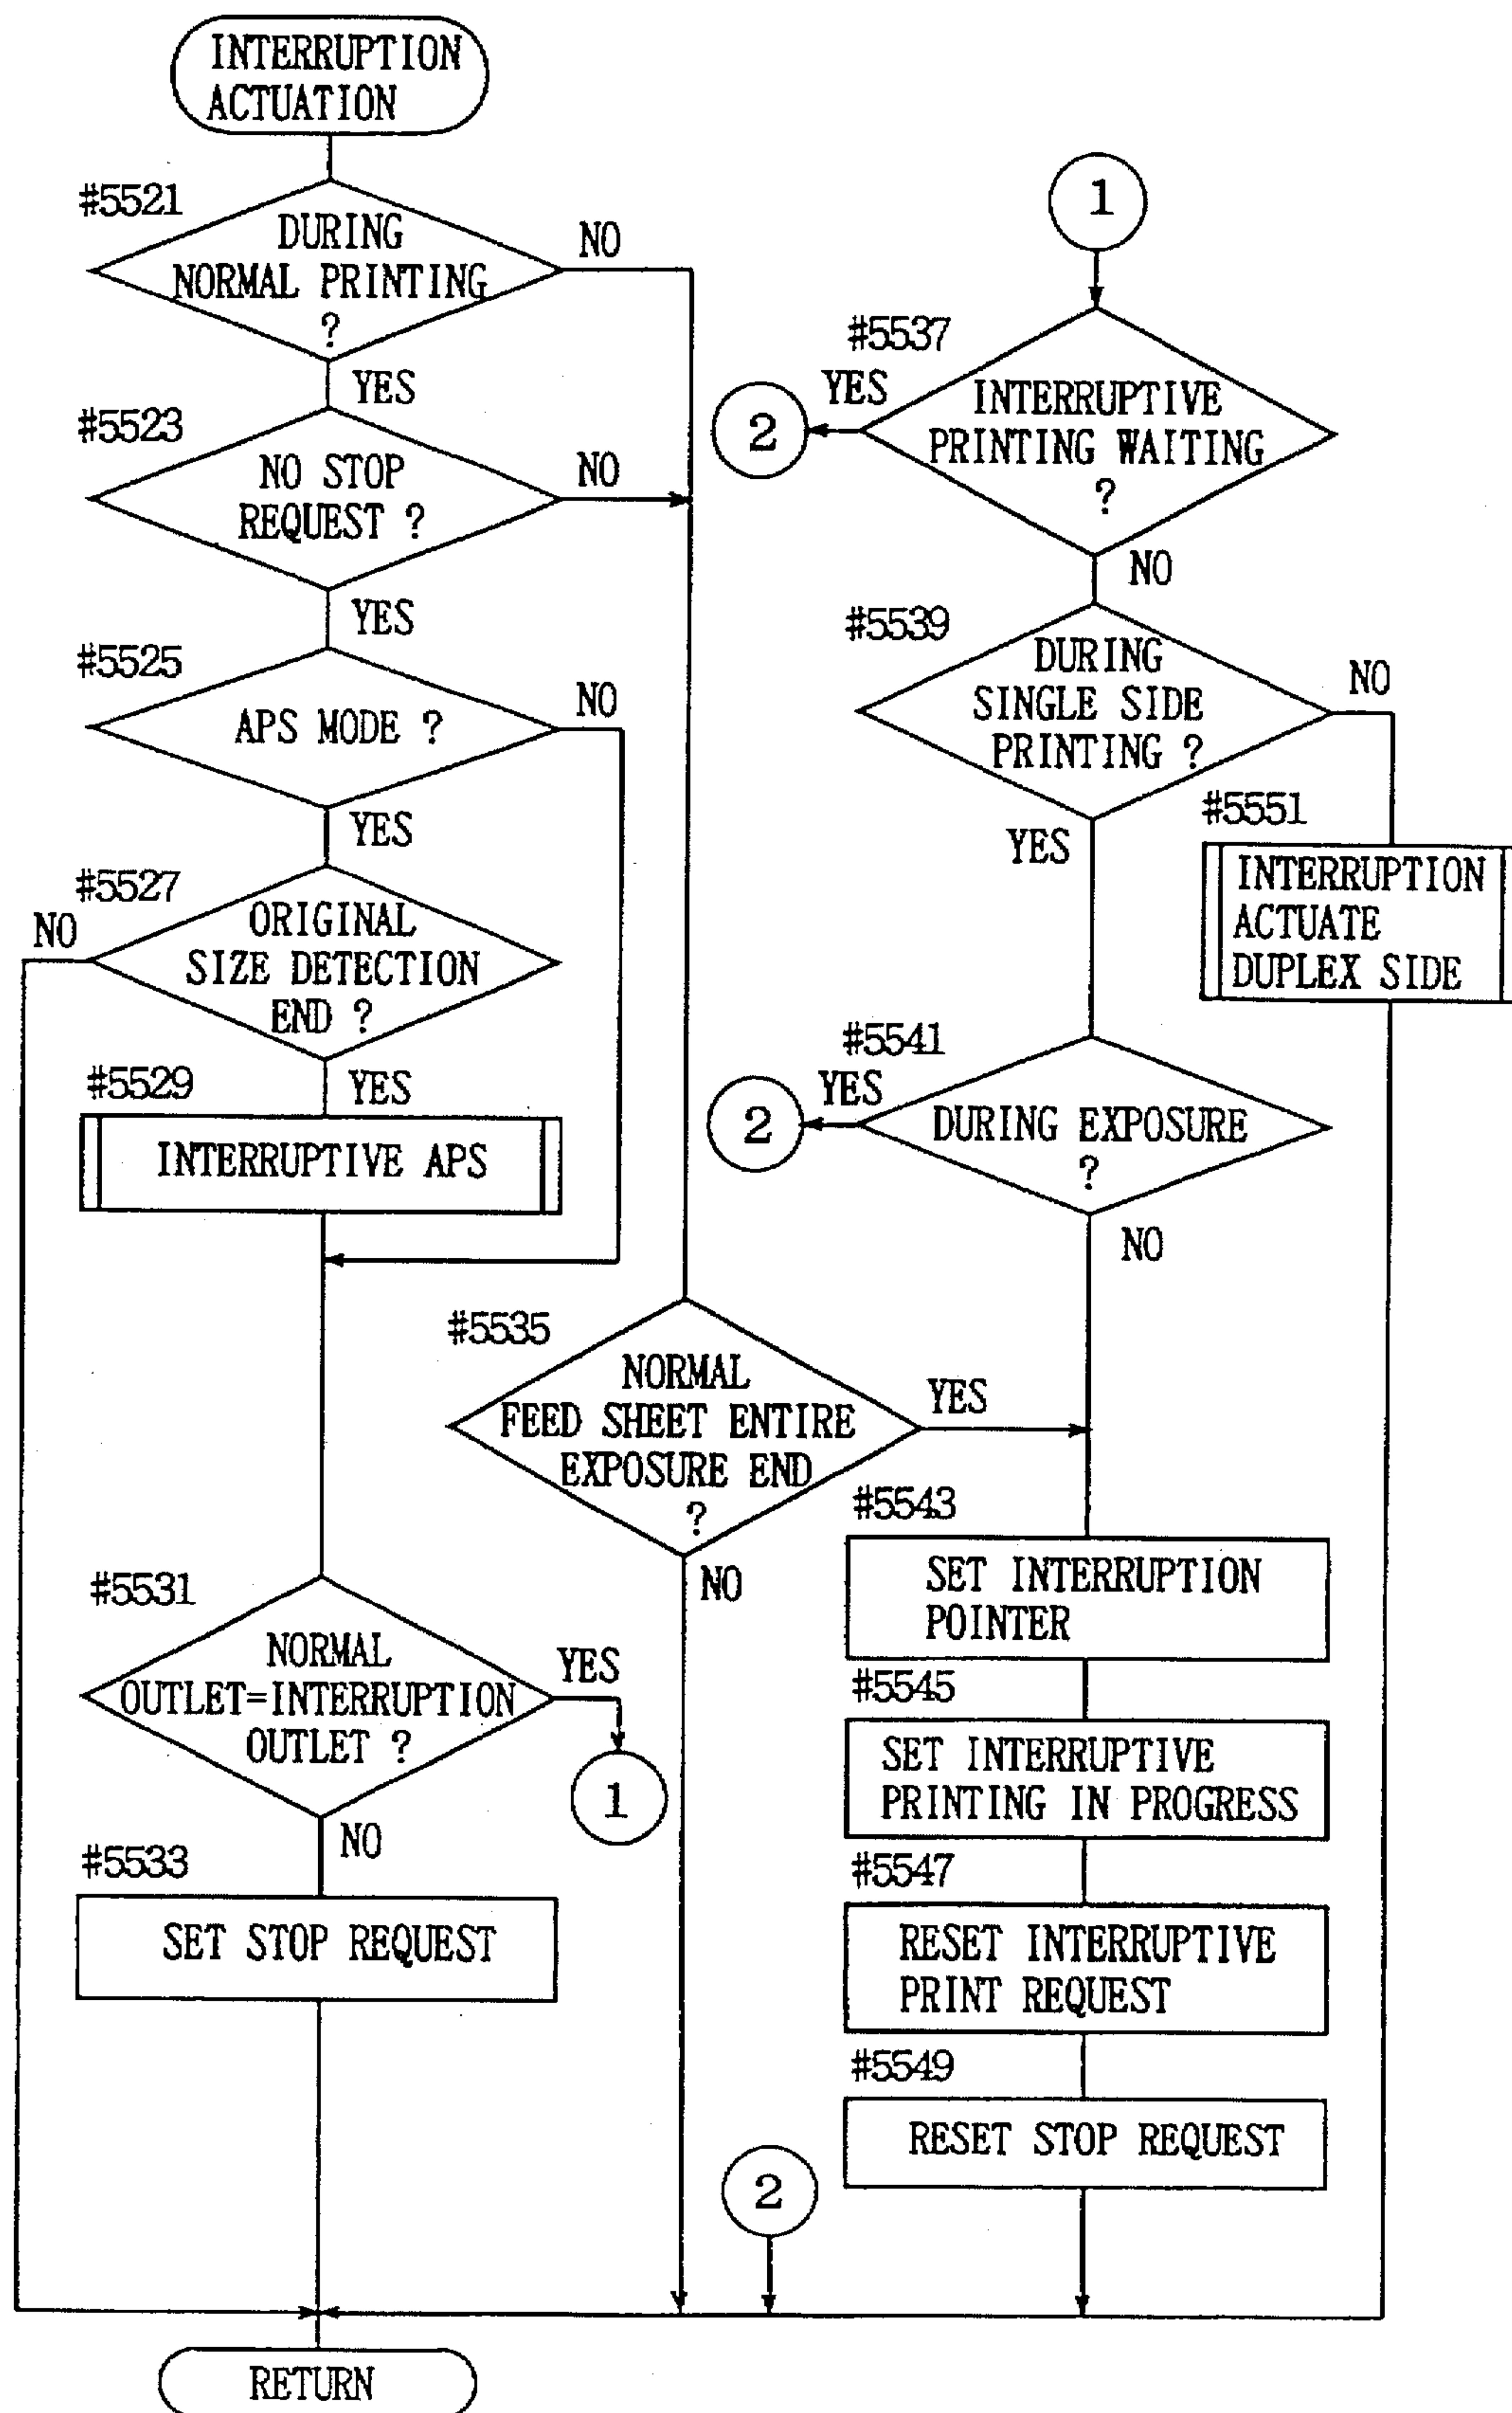 INTERRUPTION
ACTUATION
#5521
DURING
NORMAL PRINTING
?
NO
YES
#5523
NO STOP
REQUEST ?
NO
YES
#5525
APS MODE ?
NO
YES
#5527
NO
ORIGINAL
SIZE DETECTION
END ?
YES
#5529
INTERRUPTIVE APS
#5531
NORMAL
OUTLET=INTERRUPTION
OUTLET ?
YES
1
NO
#5533
SET STOP REQUEST
#5535
NORMAL
FEED SHEET ENTIRE
EXPOSURE END
?
YES
NO
1
#5537
YES
2
INTERRUPTIVE
PRINTING WAITING
?
NO
#5539
DURING
SINGLE SIDE
PRINTING ?
NO
YES
#5551
INTERRUPTION
ACTUATE
DUPLEX SIDE
#5541
YES
2
DURING EXPOSURE
?
NO
#5543
SET INTERRUPTION
POINTER
#5545
SET INTERRUPTIVE
PRINTING IN PROGRESS
#5547
RESET INTERRUPTIVE
PRINT REQUEST
#5549
RESET STOP REQUEST
2
RETURN